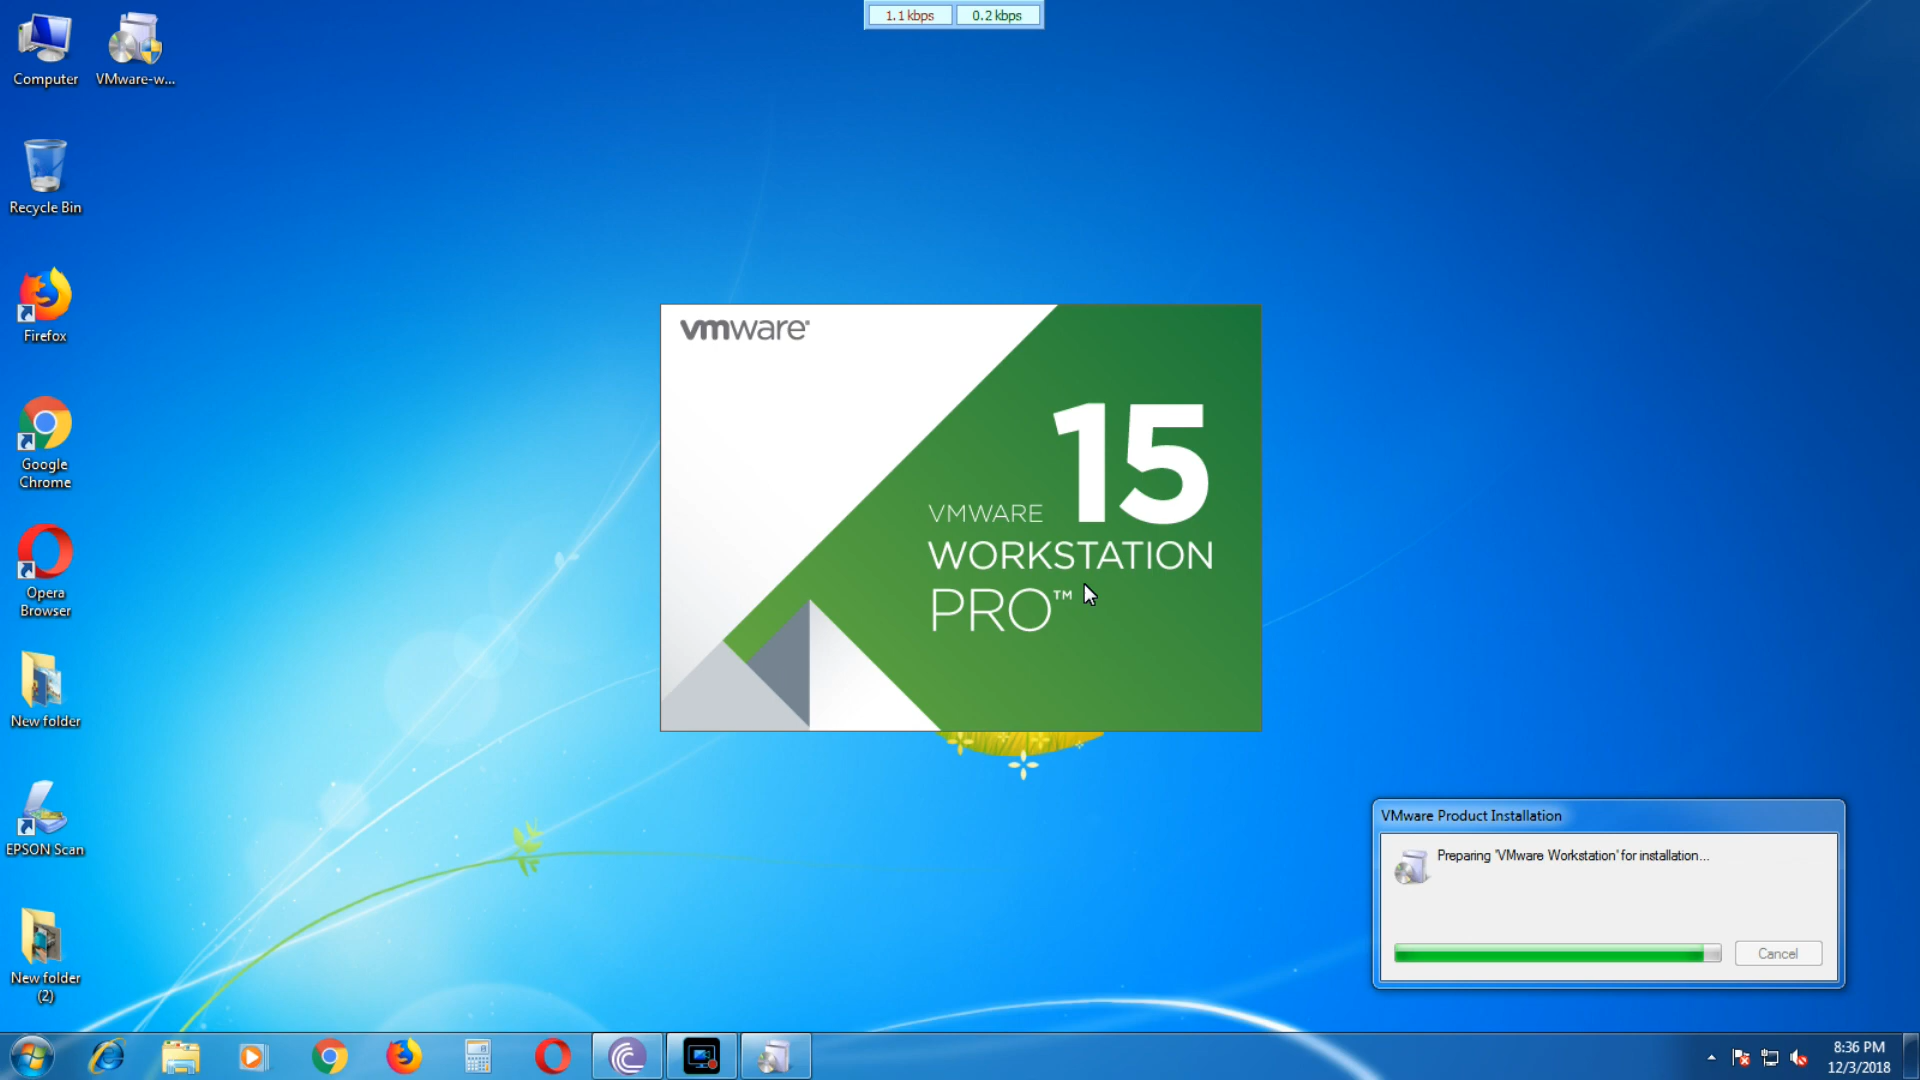 1.1 kbps
0.2 kbps
Computer
VMware-w...
Recycle Bin
Firefox
Google
Chrome
Opera
Browser
New folder
EPSON Scan
New folder
(2)
vmware®
15
VMWARE
WORKSTATION
PRO™
VMware Product Installation
Preparing 'VMware Workstation' for installation...
Cancel
8:36 PM
12/3/2018